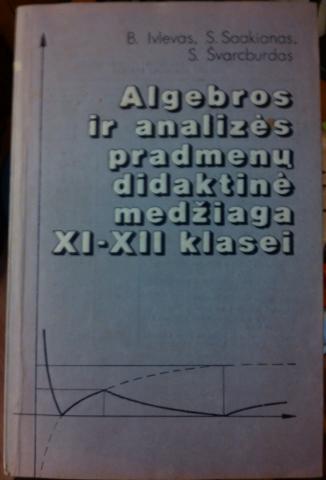 B. Ivlevas, S. Saakianas,
S. Švarcburdas
Algebros
ir analizės
pradmenų
didaktinė
medžiaga
XI-XII klasei